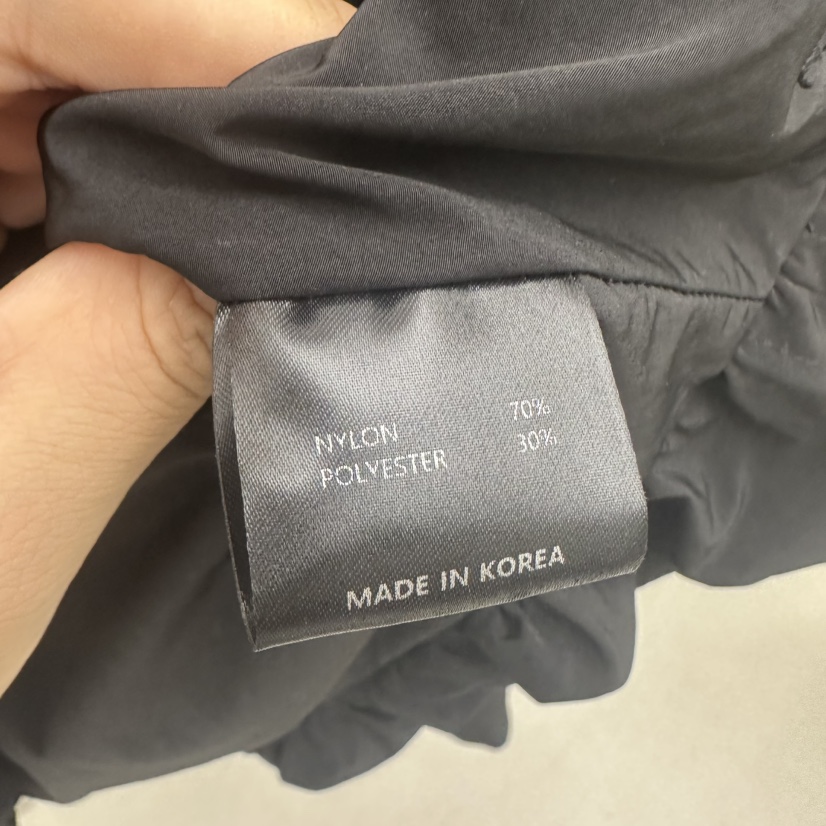 NYLON 70%
POLYESTER 30%
MADE IN KOREA